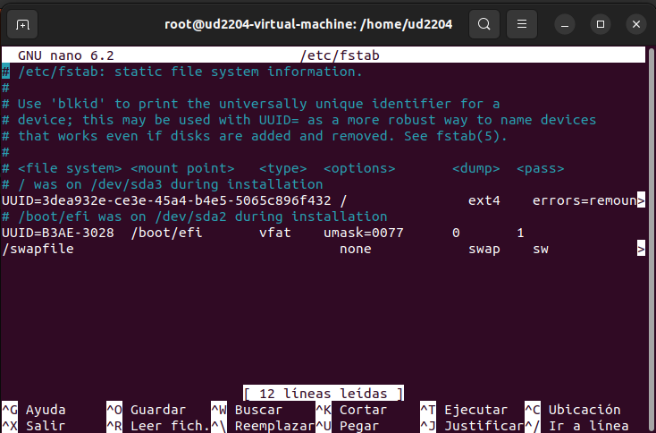 root@ud2204-virtual-machine: /home/ud2204
GNU nano 6.2 /etc/fstab
# /etc/fstab: static file system information.
#
# Use 'blkid' to print the universally unique identifier for a
# device; this may be used with UUID= as a more robust way to name devices
# that works even if disks are added and removed. See fstab(5).
#
# <file system> <mount point>   <type>  <options>       <dump>  <pass>
# / was on /dev/sda3 during installation
UUID=3dea932e-ce3e-45a4-b4e5-5065c896f432 /               ext4    errors=remoun>
# /boot/efi was on /dev/sda2 during installation
UUID=B3AE-3028  /boot/efi       vfat    umask=0077      0       1
/swapfile                                 none            swap    sw            >
[ 12 líneas leídas ]
^G Ayuda ^O Guardar ^W Buscar ^K Cortar ^T Ejecutar ^C Ubicación
^X Salir ^R Leer fich. ^\ Reemplazar ^U Pegar ^J Justificar ^/ Ir a línea